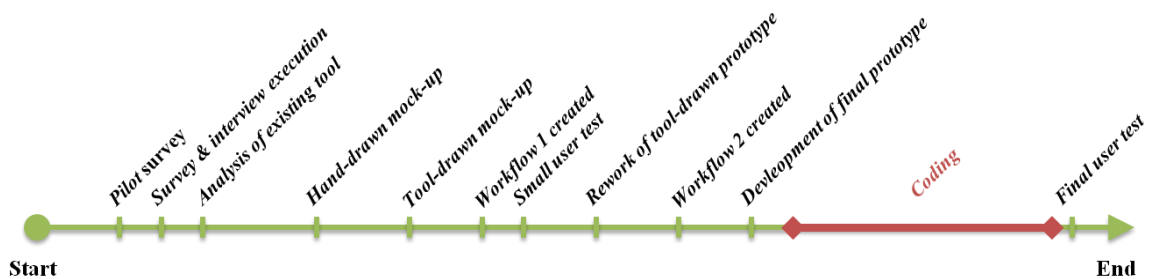 Pilot survey
Survey & interview execution
Analysis of existing tool
Hand-drawn mock-up
Tool-drawn mock-up
Workflow 1 created
Small user test
Rework of tool-drawn prototype
Workflow 2 created
Devleopment of final prototype
Coding
Final user test
Start
End